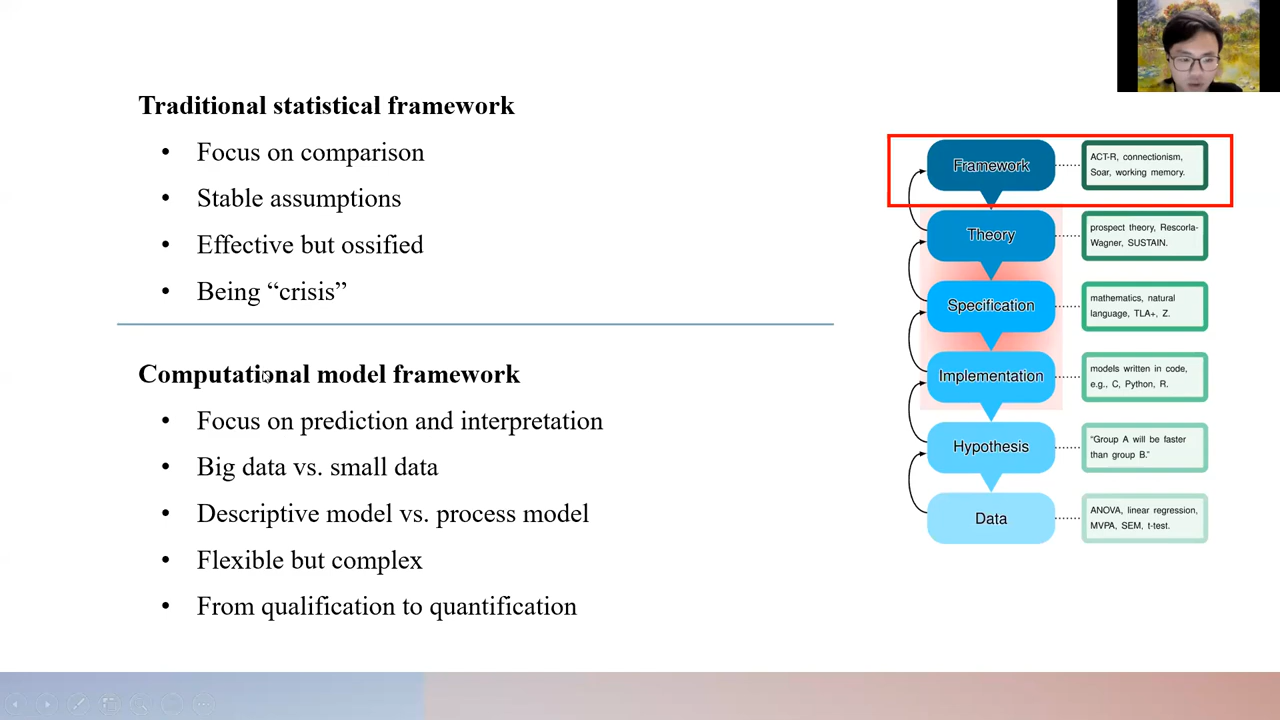 Traditional statistical framework
• Focus on comparison
• Stable assumptions
• Effective but ossified
• Being “crisis”
Computational model framework
• Focus on prediction and interpretation
• Big data vs. small data
• Descriptive model vs. process model
• Flexible but complex
• From qualification to quantification
Framework
ACT-R, connectionism,
Soar, working memory.
Theory
prospect theory, Rescorla-
Wagner, SUSTAIN.
Specification
mathematics, natural
language, TLA+, Z.
Implementation
models written in code,
e.g., C, Python, R.
Hypothesis
“Group A will be faster
than group B.”
Data
ANOVA, linear regression,
MVPA, SEM, t-test.